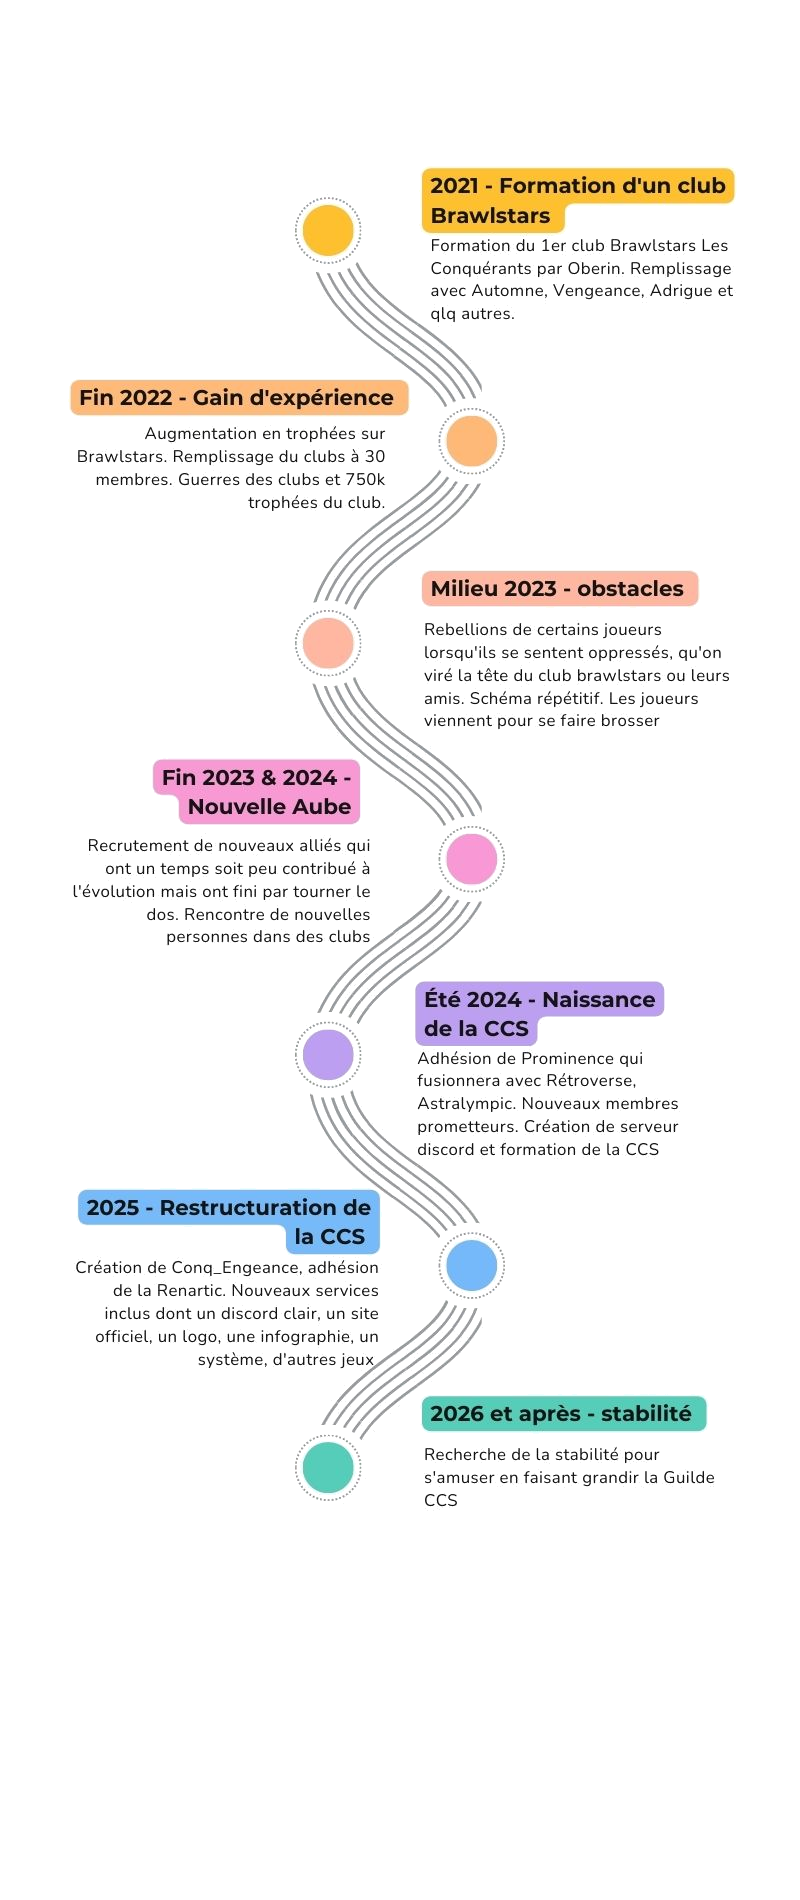 2021 - Formation d'un club
Brawlstars
Formation du 1er club Brawlstars Les
Conquérants par Oberin. Remplissage
avec Automne, Vengeance, Adrigue et
qlq autres.
Fin 2022 - Gain d'expérience
Augmentation en trophées sur
Brawlstars. Remplissage du clubs à 30
membres. Guerres des clubs et 750k
trophées du club.
Milieu 2023 - obstacles
Rebellions de certains joueurs
lorsqu'ils se sentent oppressés, qu'on
viré la tête du club brawlstars ou leurs
amis. Schéma répétitif. Les joueurs
viennent pour se faire brosser
Fin 2023 & 2024 -
Nouvelle Aube
Recrutement de nouveaux alliés qui
ont un temps soit peu contribué à
l'évolution mais ont fini par tourner le
dos. Rencontre de nouvelles
personnes dans des clubs
Été 2024 - Naissance
de la CCS
Adhésion de Prominence qui
fusionnera avec Rétroverse,
Astralympic. Nouveaux membres
prometteurs. Création de serveur
discord et formation de la CCS
2025 - Restructuration de
la CCS
Création de Conq_Engeance, adhésion
de la Renartic. Nouveaux services
inclus dont un discord clair, un site
officiel, un logo, une infographie, un
système, d'autres jeux
2026 et après - stabilité
Recherche de la stabilité pour
s'amuser en faisant grandir la Guilde
CCS